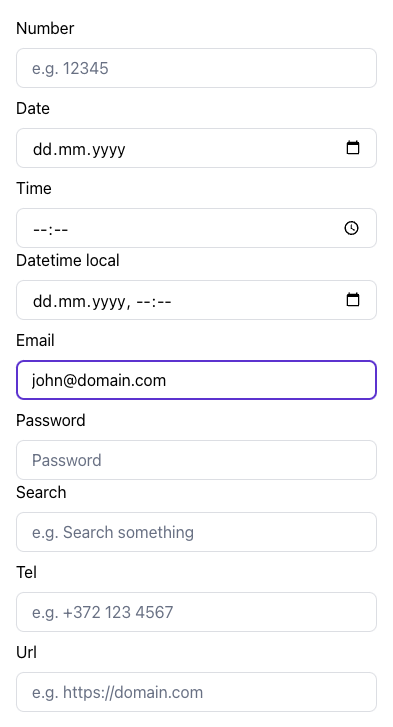 Number
e.g. 12345
Date
dd.mm.yyyy
Time
--:--
Datetime local
dd.mm.yyyy, --:--
Email
john@domain.com
Password
Password
Search
e.g. Search something
Tel
e.g. +372 123 4567
Url
e.g. https://domain.com